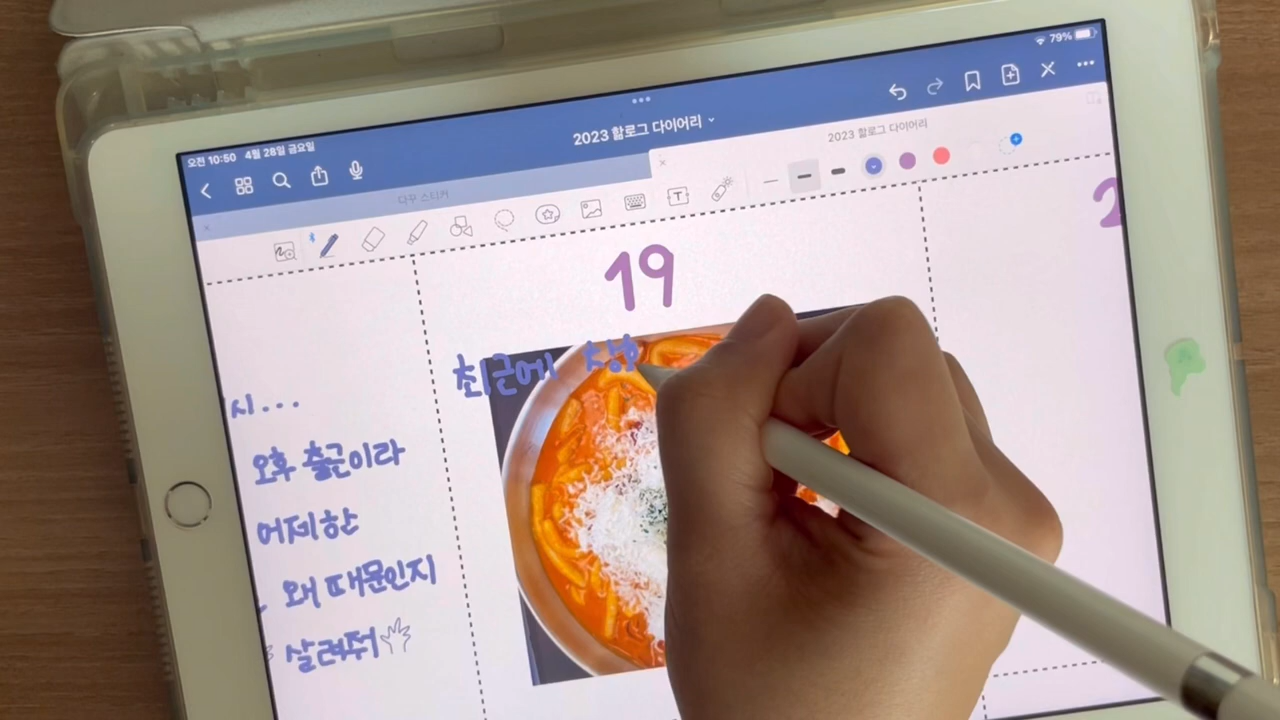 오전 10:50 4월 28일 금요일
79%
2023 할로그 다이어리
2023 할로그 다이어리
다꾸 스티커
19
2
최근에
시...
오후 출근이라
어제한
왜 때문인지
살려줘